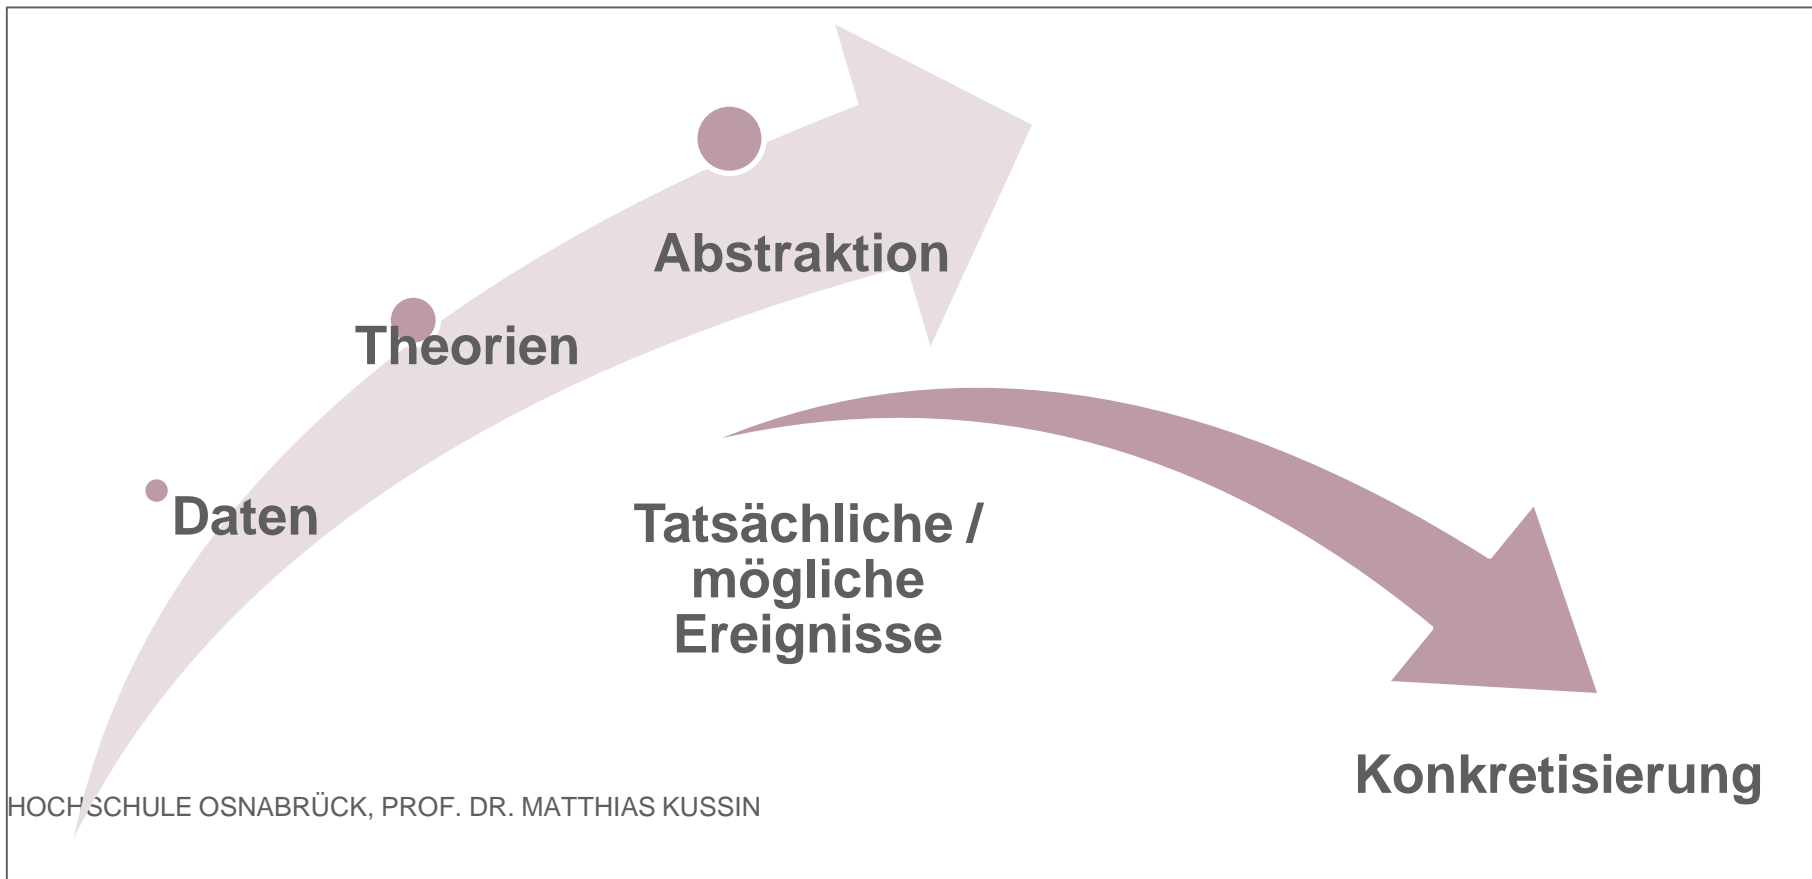 Abstraktion
Theorien
Daten
Tatsächliche /
mögliche
Ereignisse
Konkretisierung
HOCHSCHULE OSNABRÜCK, PROF. DR. MATTHIAS KUSSIN